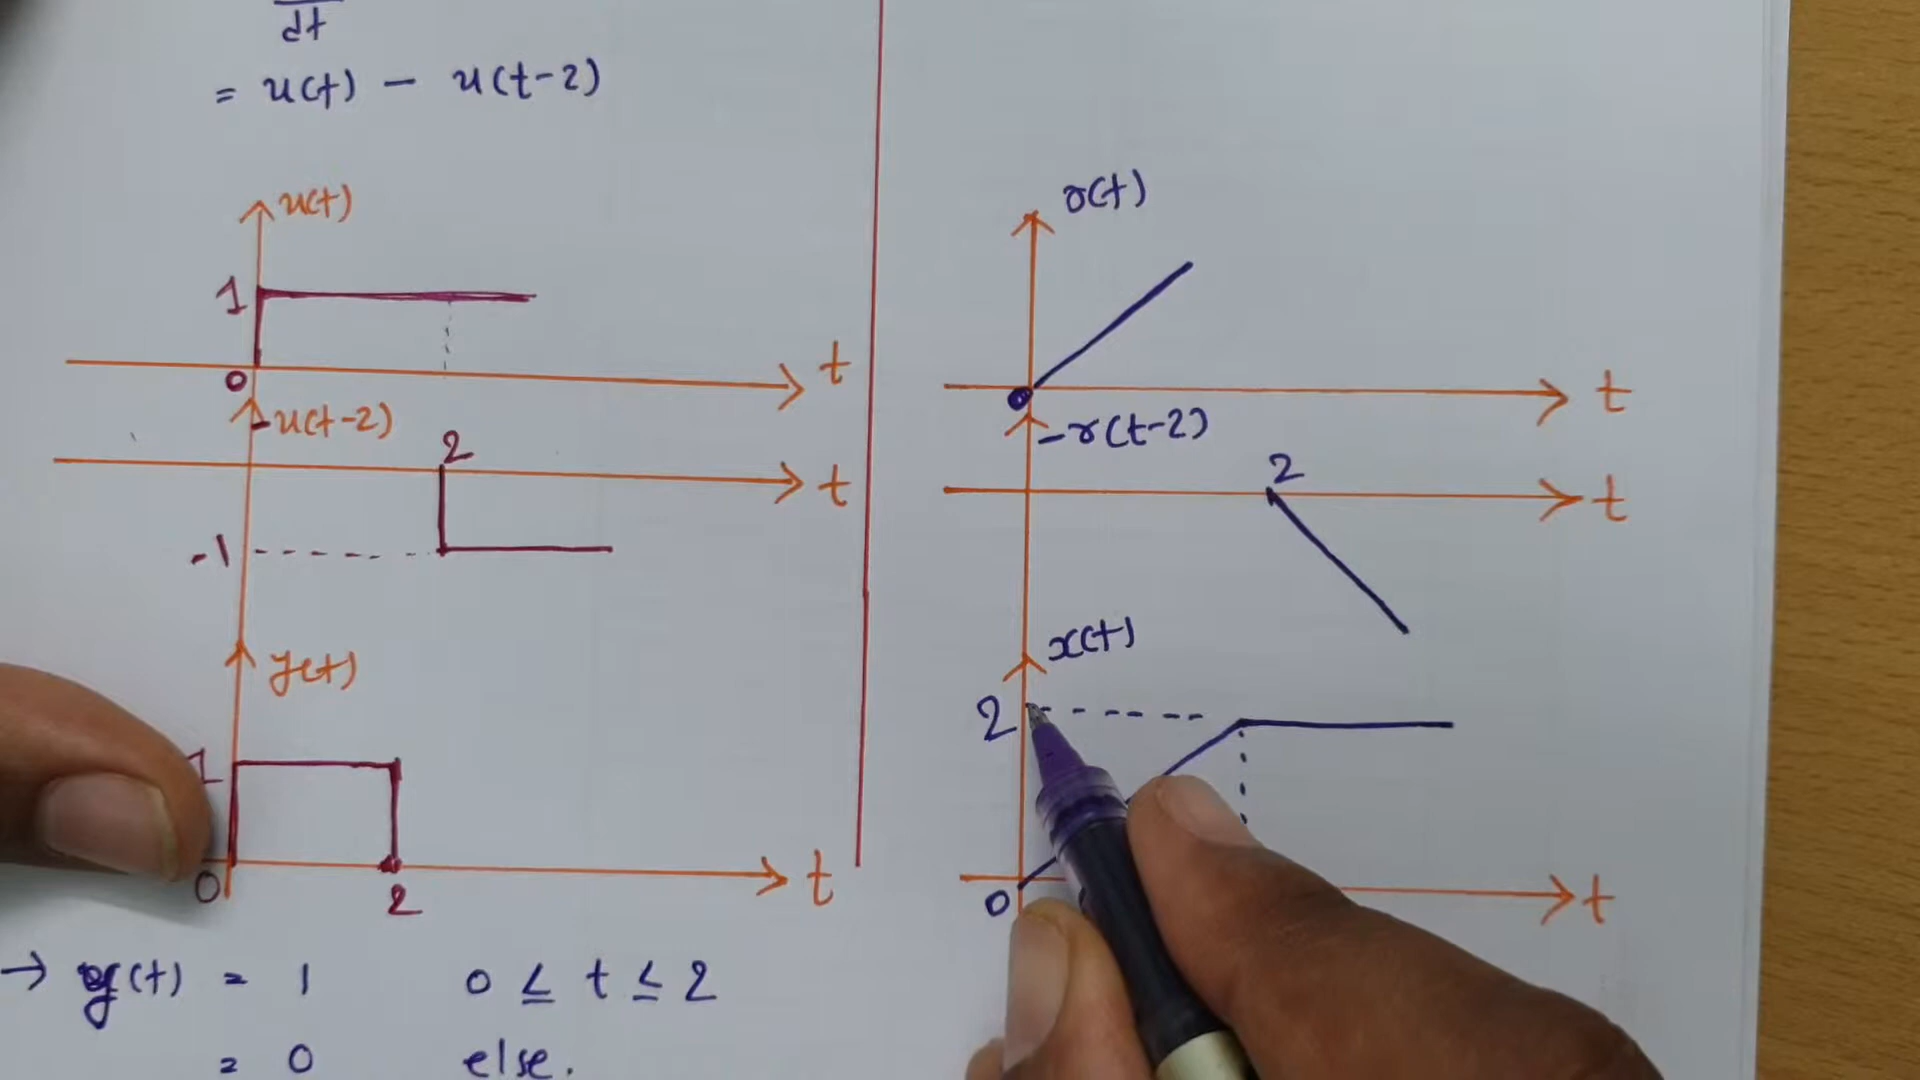 dt
= u(t) - u(t-2)
u(t)
1
0
t
-u(t-2)
2
t
-1
y(t)
1
0
2
t
→ y(t) = 1    0 ≤ t ≤ 2
= 0    else.
r(t)
0
t
-r(t-2)
2
t
x(t)
2
0
t